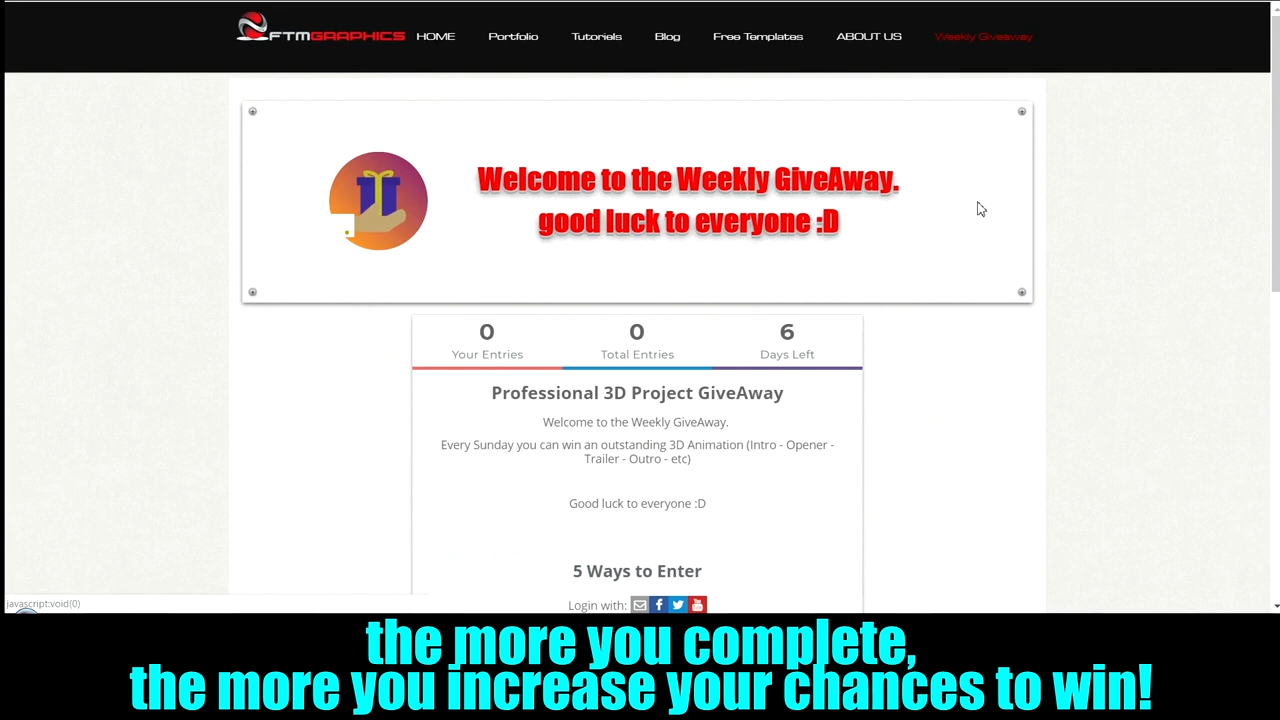 FTMGRAPHICS HOME Portfolio Tutoriels Blog Free Templates ABOUT US Weekly Giveaway
Welcome to the Weekly GiveAway.
good luck to everyone :D
0 0 6
Your Entries Total Entries Days Left
Professional 3D Project GiveAway
Welcome to the Weekly GiveAway.
Every Sunday you can win an outstanding 3D Animation (Intro - Opener -
Trailer - Outro - etc)
Good luck to everyone :D
5 Ways to Enter
Login with:
javascript:void(0)
the more you complete,
the more you increase your chances to win!